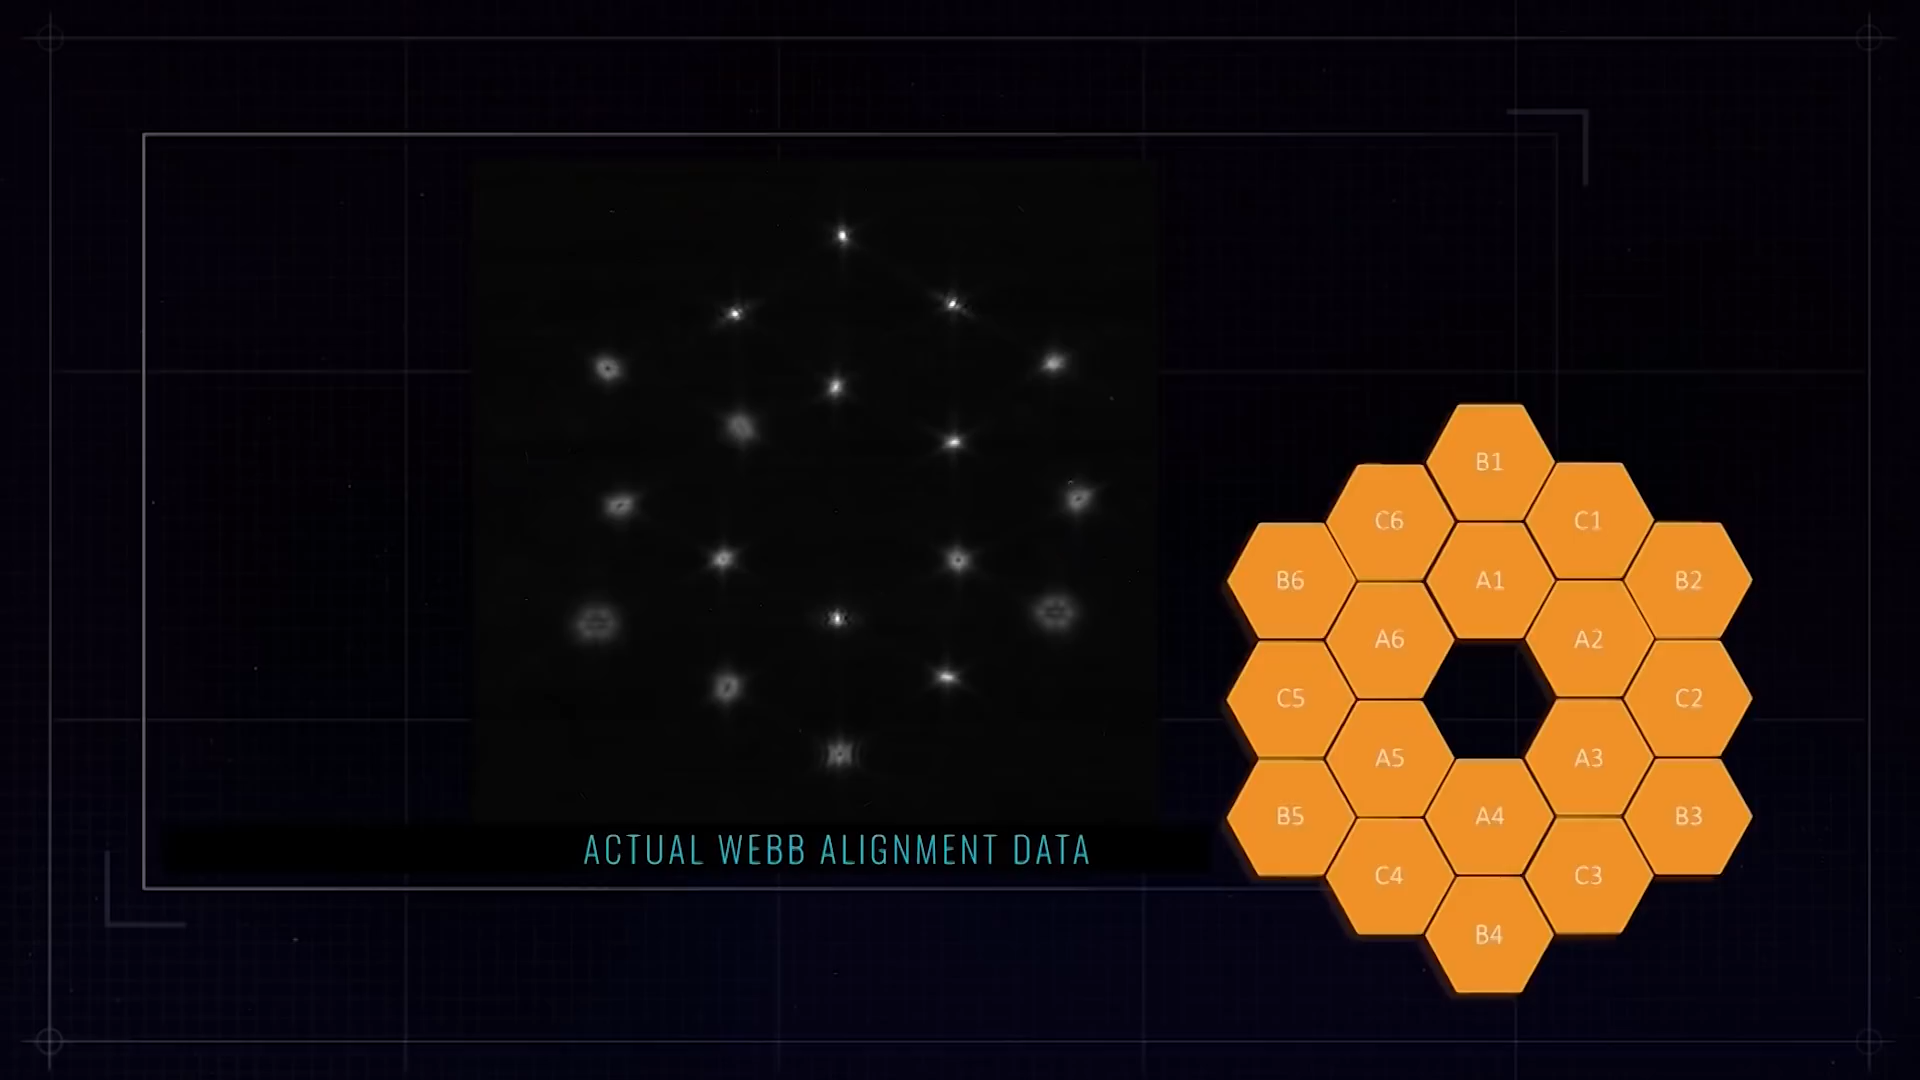 B1
C6
C1
B6
A1
B2
A6
A2
C5
C2
A5
A3
B5
A4
B3
ACTUAL WEBB ALIGNMENT DATA
C4
C3
B4